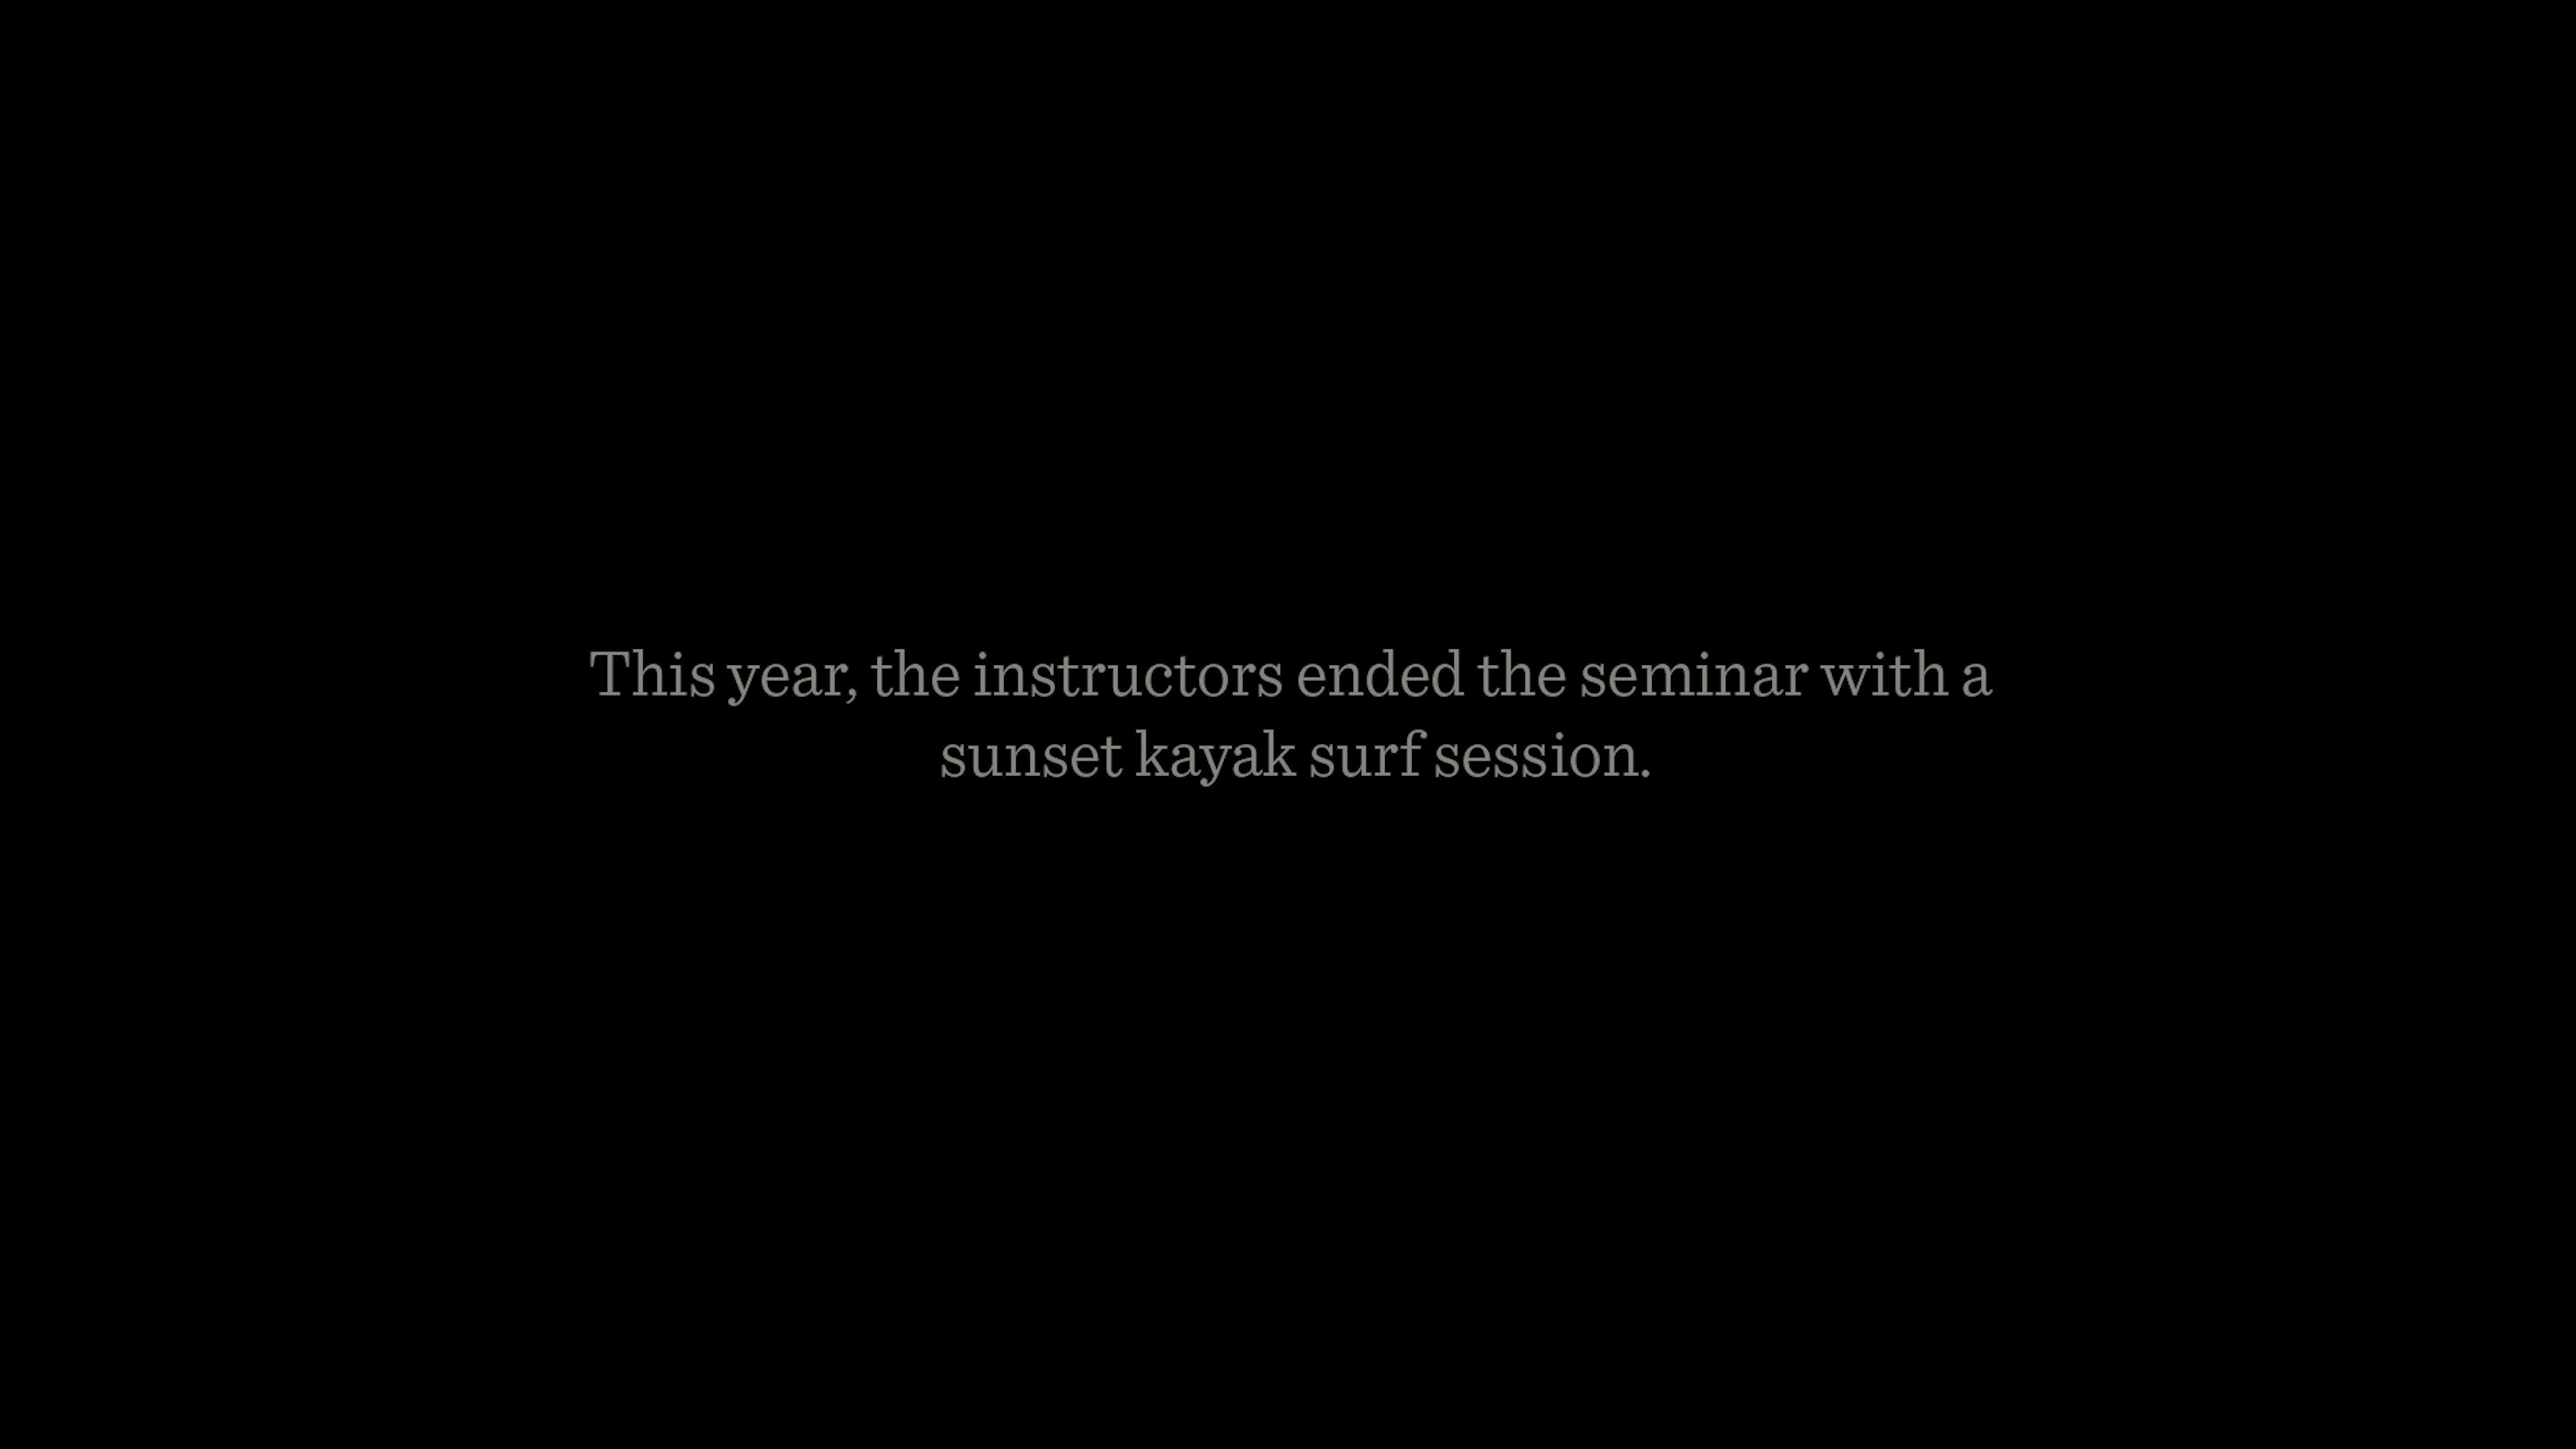 This year, the instructors ended the seminar with a
sunset kayak surf session.